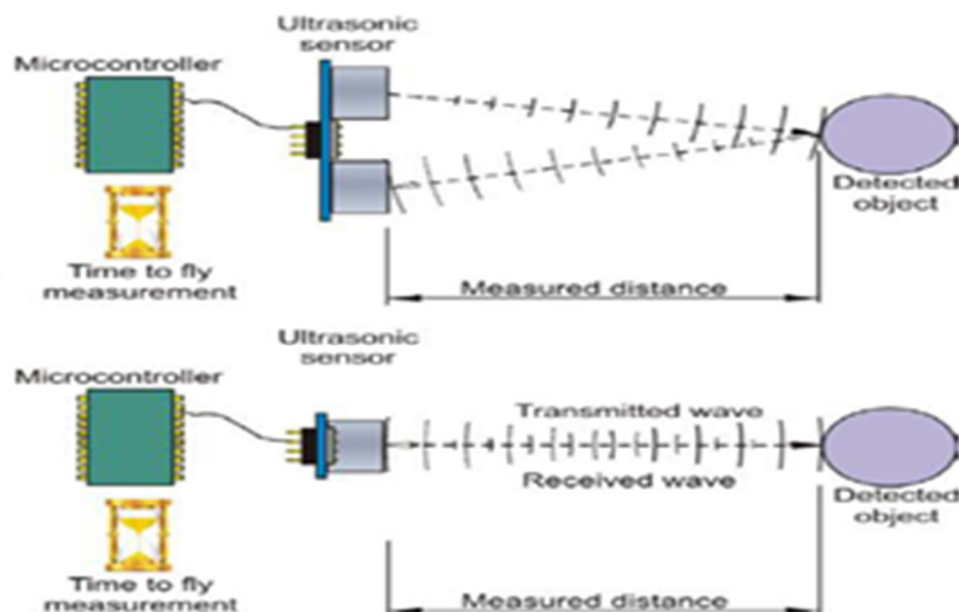 Ultrasonic
sensor
Microcontroller
Detected
object
Time to fly
measurement
Measured distance
Ultrasonic
sensor
Microcontroller
Transmitted wave
Received wave
Detected
object
Time to fly
measurement
Measured distance